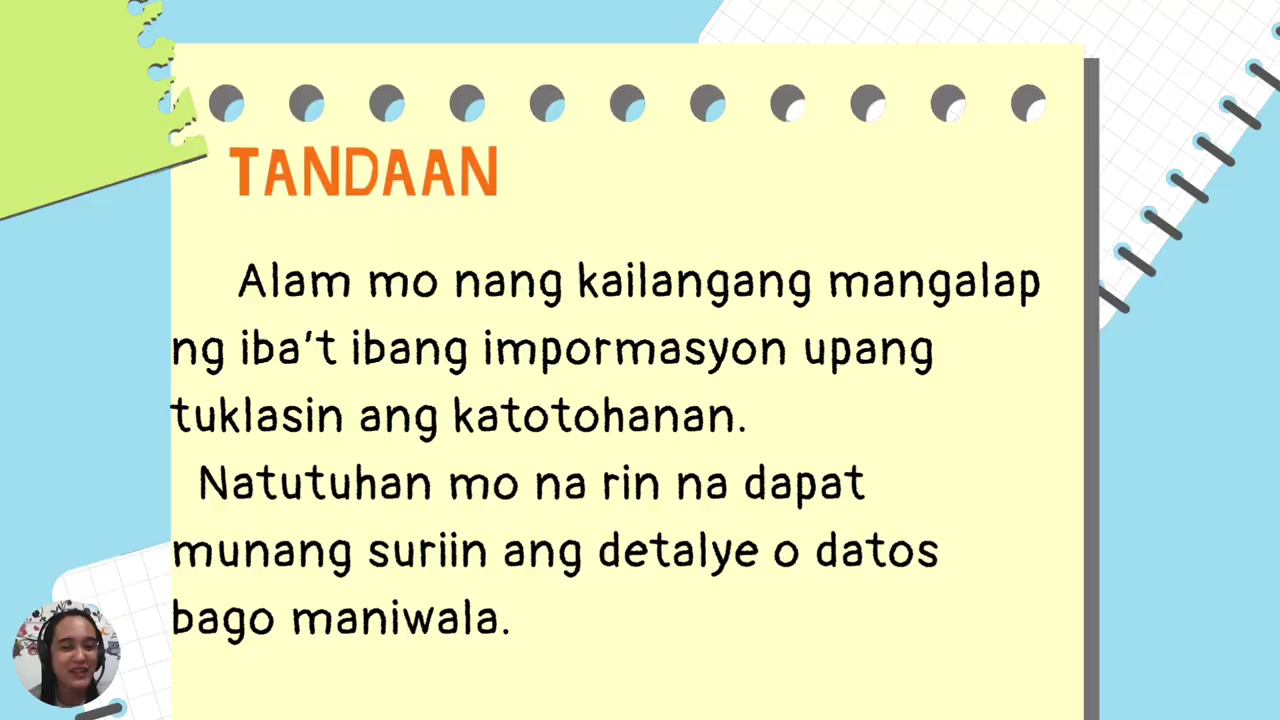 TANDAAN
Alam mo nang kailangang mangalap
ng iba't ibang impormasyon upang
tuklasin ang katotohanan.
Natutuhan mo na rin na dapat
munang suriin ang detalye o datos
bago maniwala.